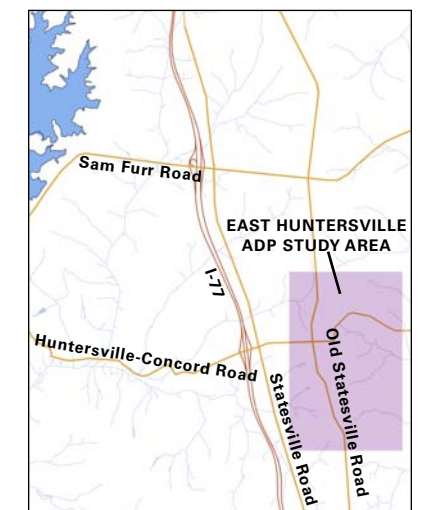 Sam Furr Road
EAST HUNTERSVILLE
ADP STUDY AREA
I-77
Huntersville-Concord Road
Old Statesville Road
Statesville Road